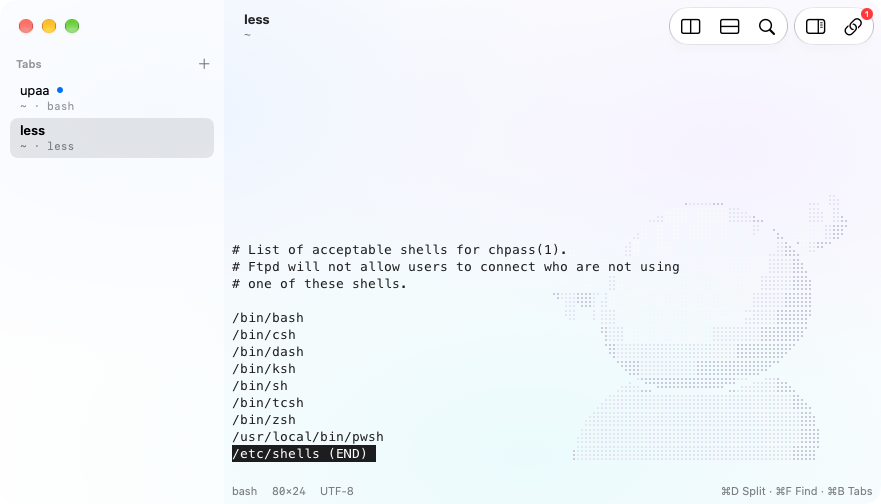 less
~
1
Tabs
+
upaa
~ · bash
less
~ · less
# List of acceptable shells for chpass(1).
# Ftpd will not allow users to connect who are not using
# one of these shells.
/bin/bash
/bin/csh
/bin/dash
/bin/ksh
/bin/sh
/bin/tcsh
/bin/zsh
/usr/local/bin/pwsh
/etc/shells (END)
bash 80×24 UTF-8
⌘D Split · ⌘F Find · ⌘B Tabs